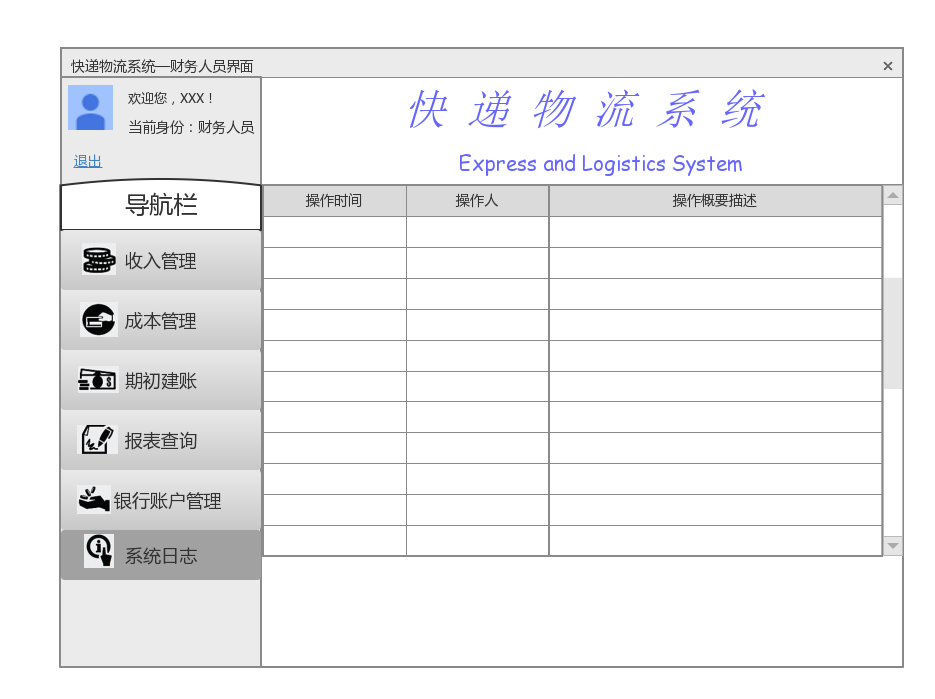 快递物流系统—财务人员界面
欢迎您，XXX！
当前身份：财务人员
退出
快递物流系统
Express and Logistics System
导航栏
收入管理
成本管理
期初建账
报表查询
银行账户管理
系统日志
操作时间 操作人 操作概要描述